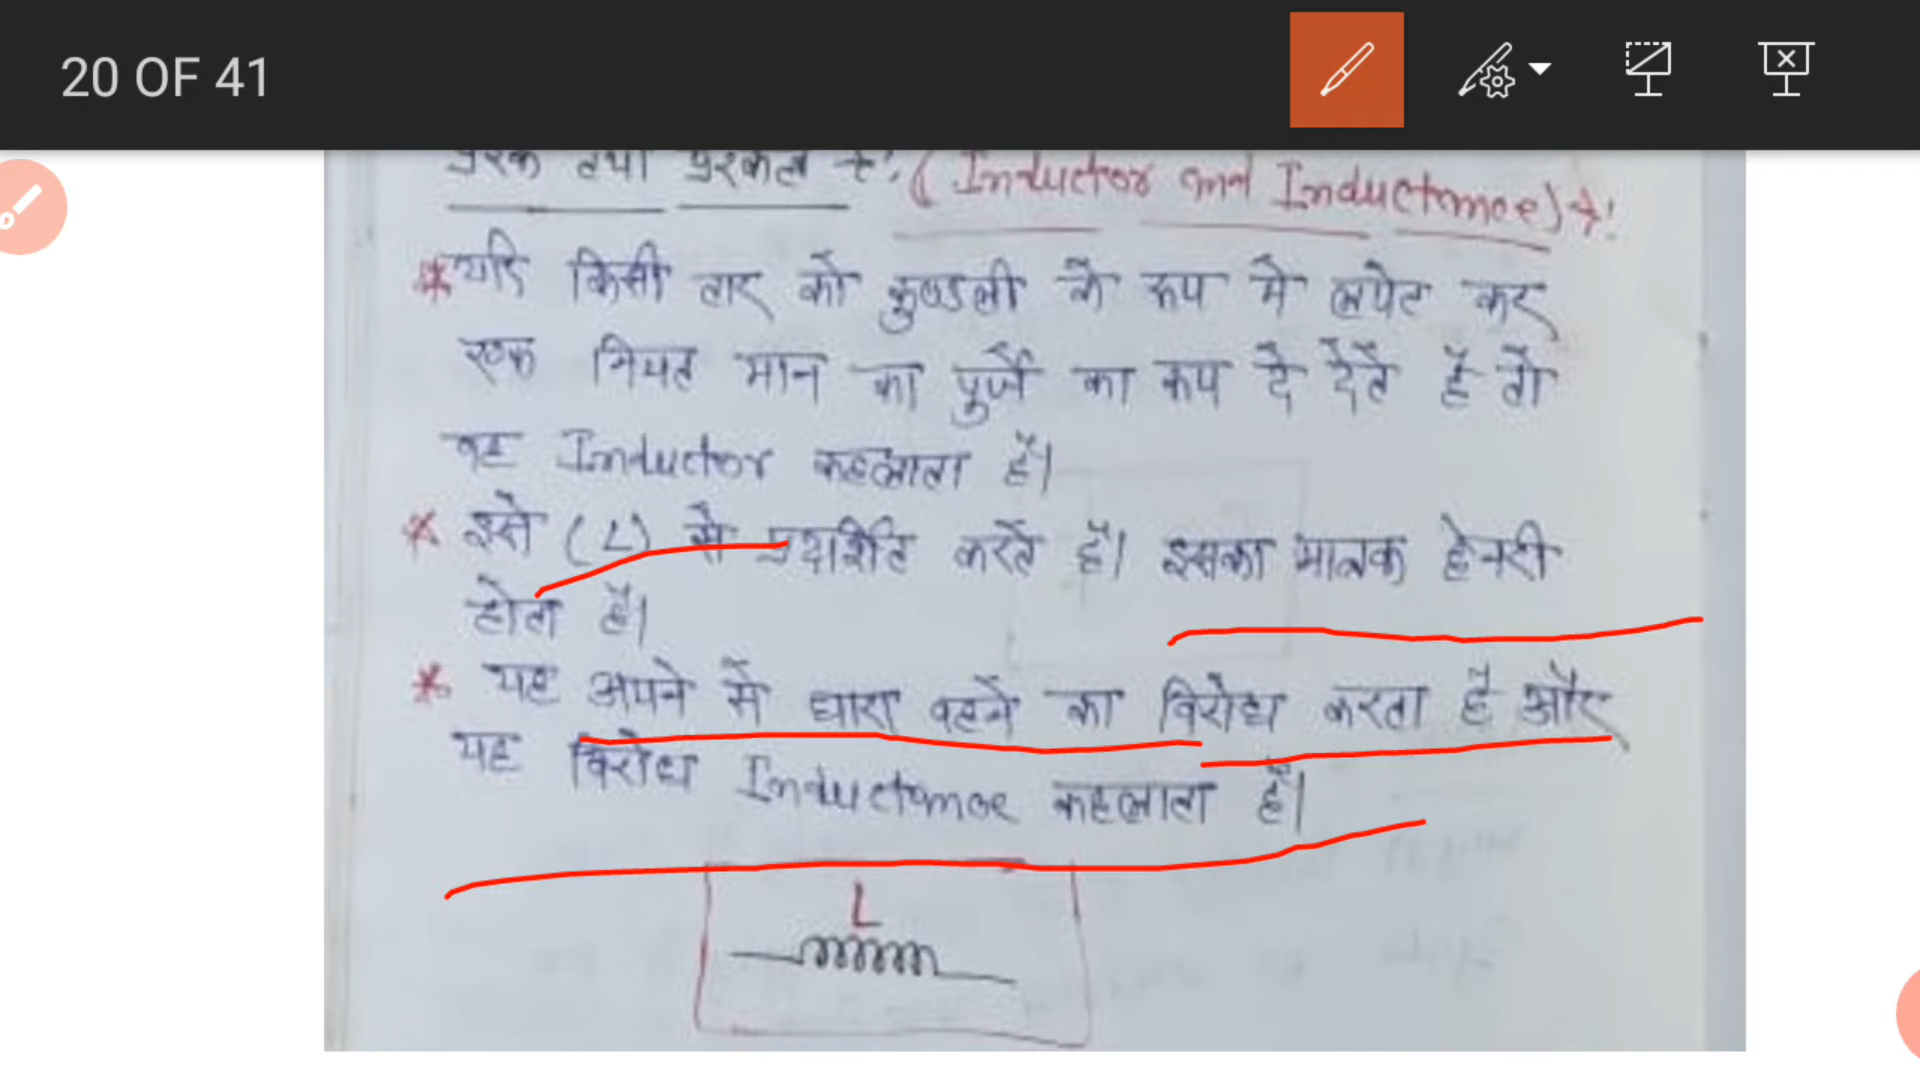 20 OF 41
प्रेरक तथा प्रेरकत्व →: (Inductor and Inductance) →:
* यदि किसी तार को कुण्डली के रूप में लपेट कर
एक नियत मान का पुर्जे का रूप दे देते हैं तो
वह Inductor कहलाता हैं।
* इसे (L) से प्रदर्शित करते हैं। इसका मात्रक हेनरी
होता हैं।
* यह अपने में धारा वहने का विरोध करता है और
यह विरोध Inductance कहलाता हैं।
L